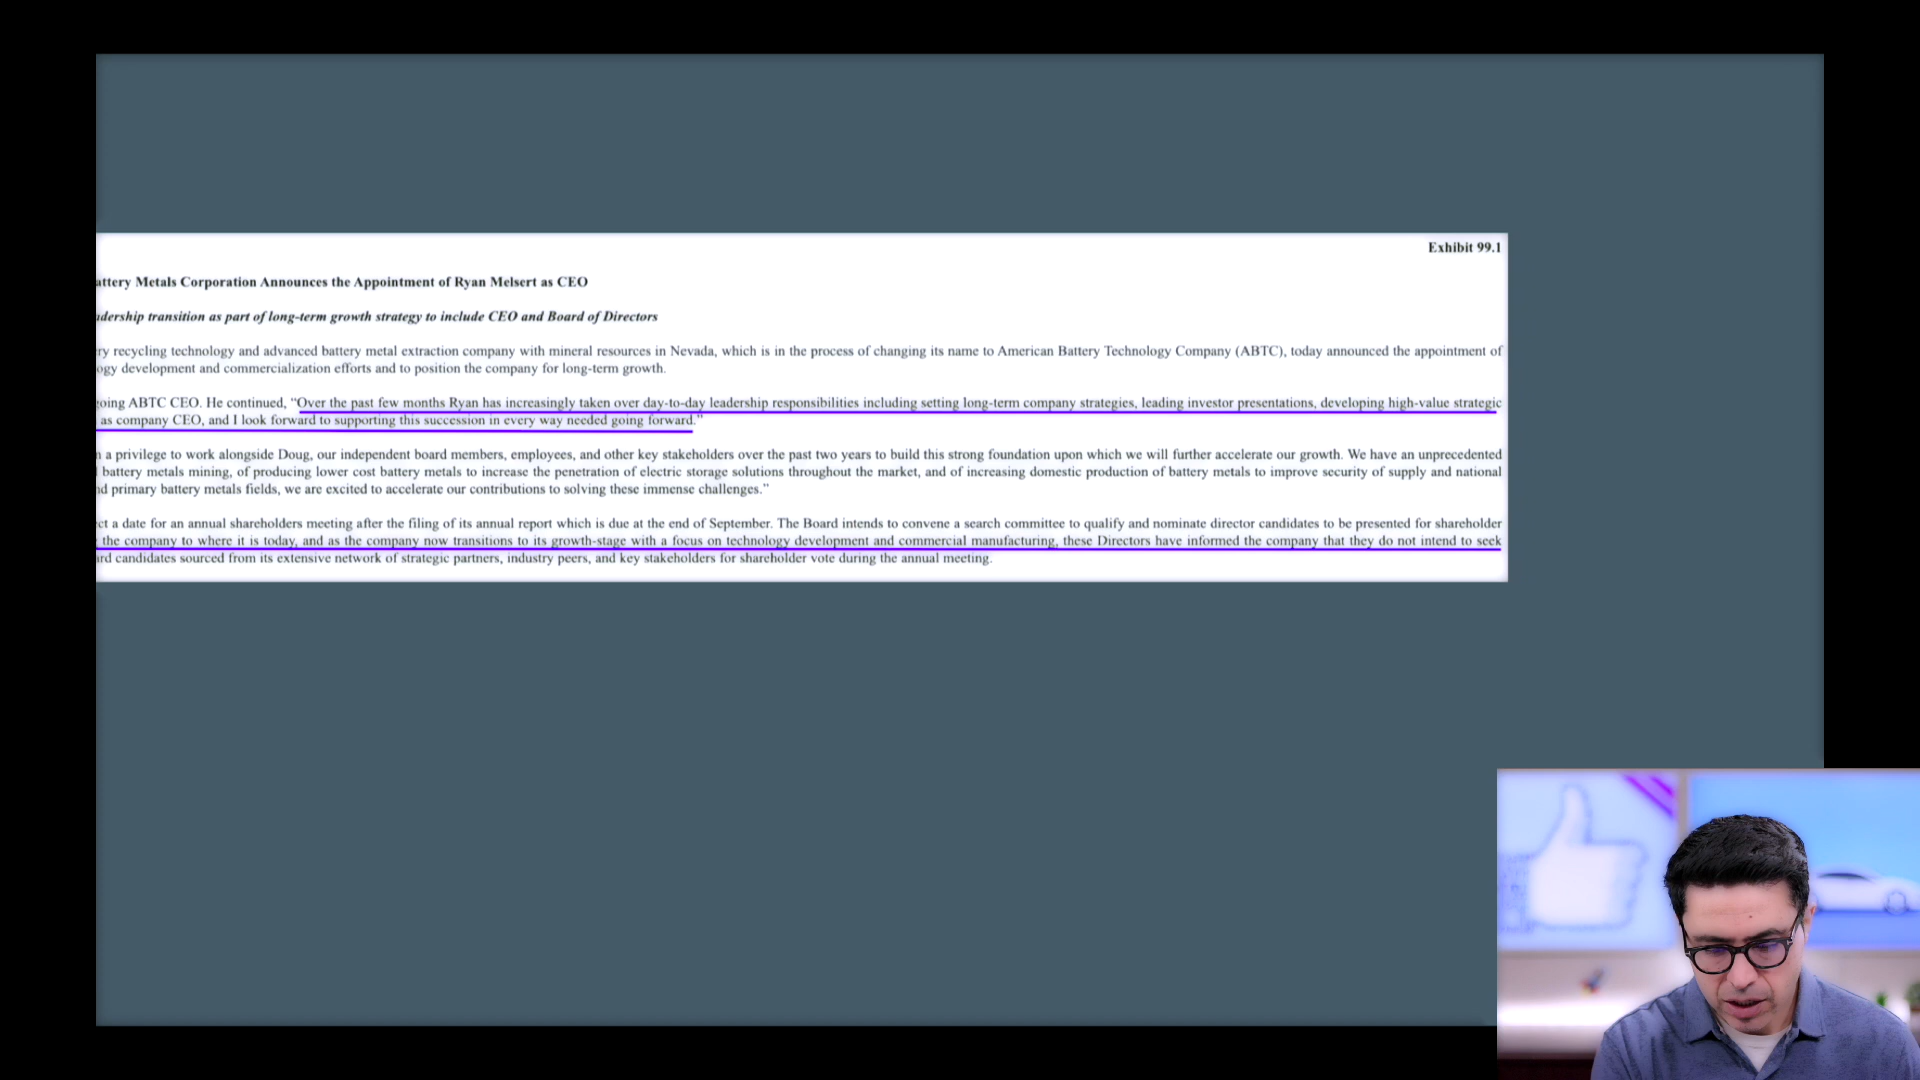 Exhibit 99.1
Battery Metals Corporation Announces the Appointment of Ryan Melsert as CEO
dership transition as part of long-term growth strategy to include CEO and Board of Directors
ry recycling technology and advanced battery metal extraction company with mineral resources in Nevada, which is in the process of changing its name to American Battery Technology Company (ABTC), today announced the appointment of
ogy development and commercialization efforts and to position the company for long-term growth.
oing ABTC CEO. He continued, "Over the past few months Ryan has increasingly taken over day-to-day leadership responsibilities including setting long-term company strategies, leading investor presentations, developing high-value strategic
as company CEO, and I look forward to supporting this succession in every way needed going forward."
a privilege to work alongside Doug, our independent board members, employees, and other key stakeholders over the past two years to build this strong foundation upon which we will further accelerate our growth. We have an unprecedented
battery metals mining, of producing lower cost battery metals to increase the penetration of electric storage solutions throughout the market, and of increasing domestic production of battery metals to improve security of supply and national
nd primary battery metals fields, we are excited to accelerate our contributions to solving these immense challenges."
ct a date for an annual shareholders meeting after the filing of its annual report which is due at the end of September. The Board intends to convene a search committee to qualify and nominate director candidates to be presented for shareholder
the company to where it is today, and as the company now transitions to its growth-stage with a focus on technology development and commercial manufacturing, these Directors have informed the company that they do not intend to seek
rd candidates sourced from its extensive network of strategic partners, industry peers, and key stakeholders for shareholder vote during the annual meeting.